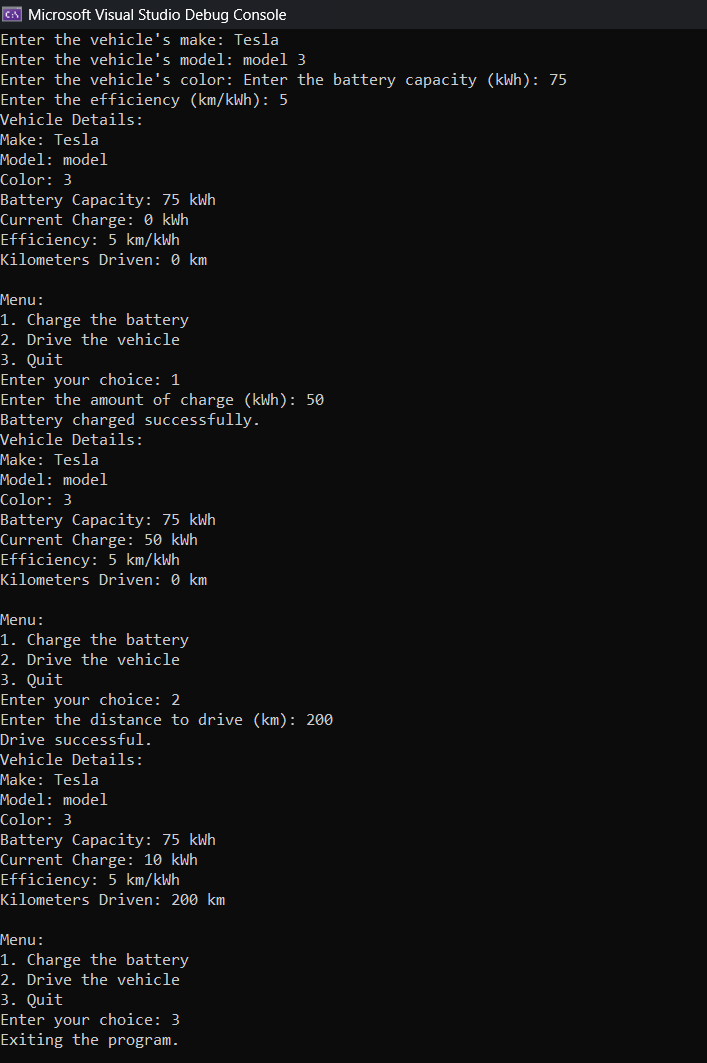 Microsoft Visual Studio Debug Console
Enter the vehicle's make: Tesla
Enter the vehicle's model: model 3
Enter the vehicle's color: Enter the battery capacity (kWh): 75
Enter the efficiency (km/kWh): 5
Vehicle Details:
Make: Tesla
Model: model
Color: 3
Battery Capacity: 75 kWh
Current Charge: 0 kWh
Efficiency: 5 km/kWh
Kilometers Driven: 0 km

Menu:
1. Charge the battery
2. Drive the vehicle
3. Quit
Enter your choice: 1
Enter the amount of charge (kWh): 50
Battery charged successfully.
Vehicle Details:
Make: Tesla
Model: model
Color: 3
Battery Capacity: 75 kWh
Current Charge: 50 kWh
Efficiency: 5 km/kWh
Kilometers Driven: 0 km

Menu:
1. Charge the battery
2. Drive the vehicle
3. Quit
Enter your choice: 2
Enter the distance to drive (km): 200
Drive successful.
Vehicle Details:
Make: Tesla
Model: model
Color: 3
Battery Capacity: 75 kWh
Current Charge: 10 kWh
Efficiency: 5 km/kWh
Kilometers Driven: 200 km

Menu:
1. Charge the battery
2. Drive the vehicle
3. Quit
Enter your choice: 3
Exiting the program.